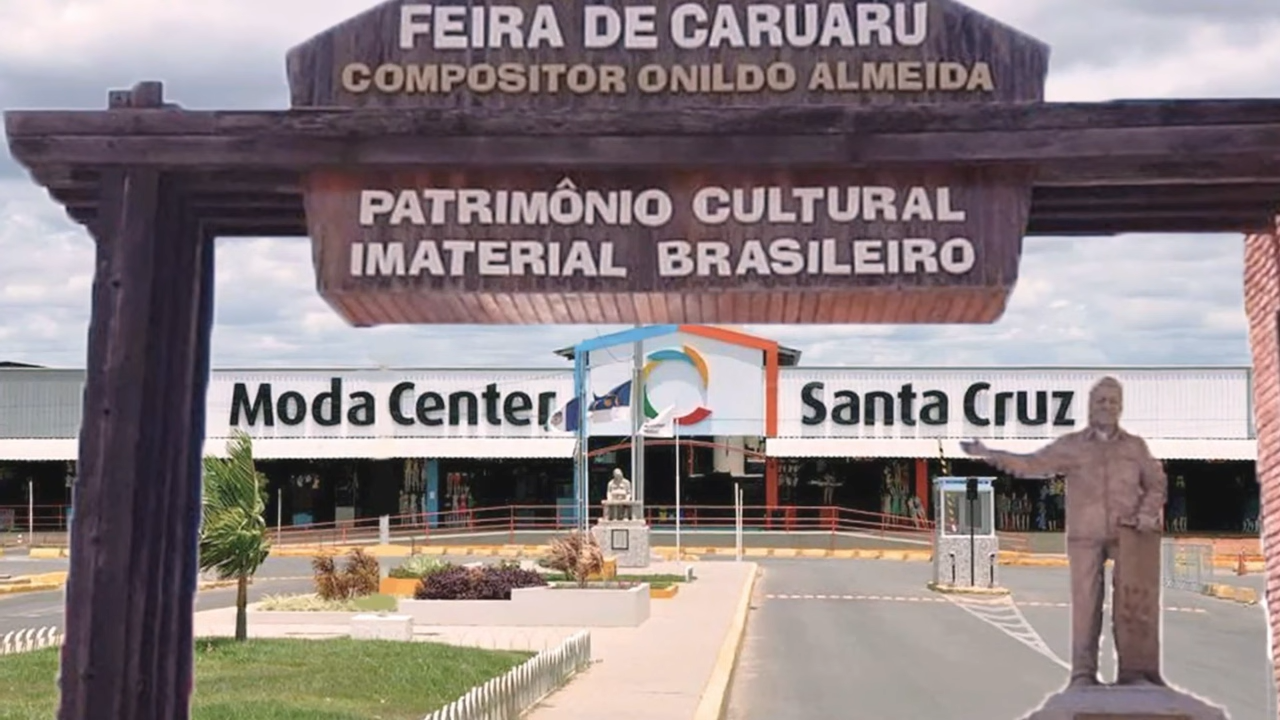 FEIRA DE CARUARU
COMPOSITOR ONILDO ALMEIDA
PATRIMÔNIO CULTURAL
IMATERIAL BRASILEIRO
Moda Center Santa Cruz